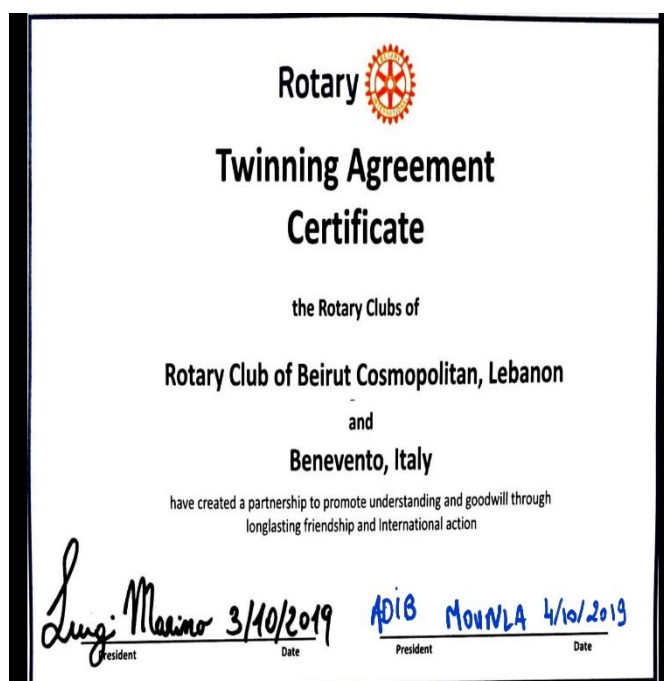 Rotary
ROTARY
INTERNATIONAL
Twinning Agreement
Certificate
the Rotary Clubs of
Rotary Club of Beirut Cosmopolitan, Lebanon
-
and
Benevento, Italy
have created a partnership to promote understanding and goodwill through
longlasting friendship and International action
Luigi Marino 3/10/2019
President Date
ADIB MOUNLA 4/10/2019
President Date